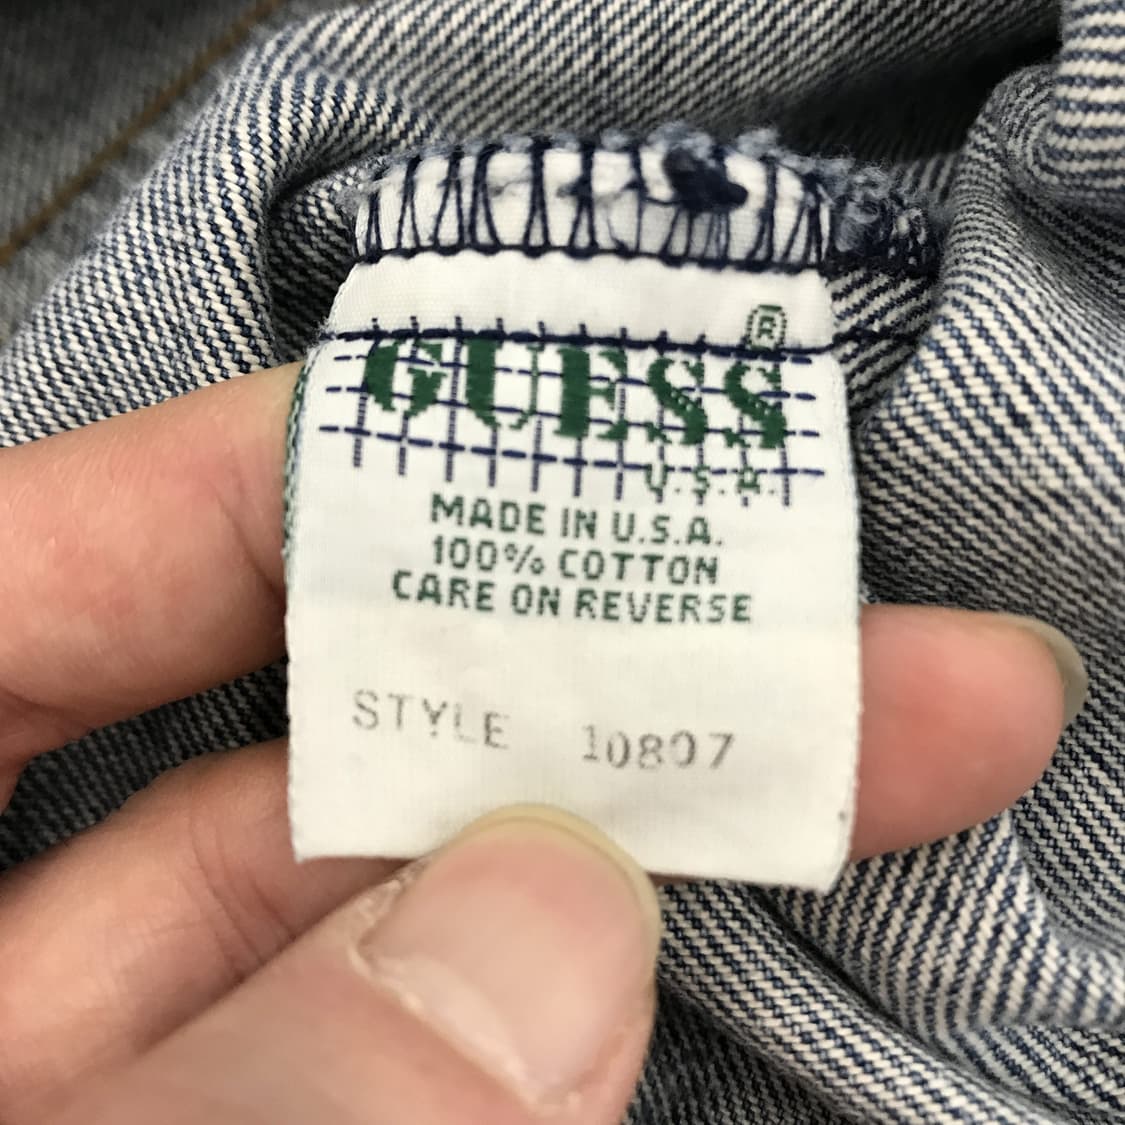 GUESS®
U.S.A.
MADE IN U.S.A.
100% COTTON
CARE ON REVERSE
STYLE 10807